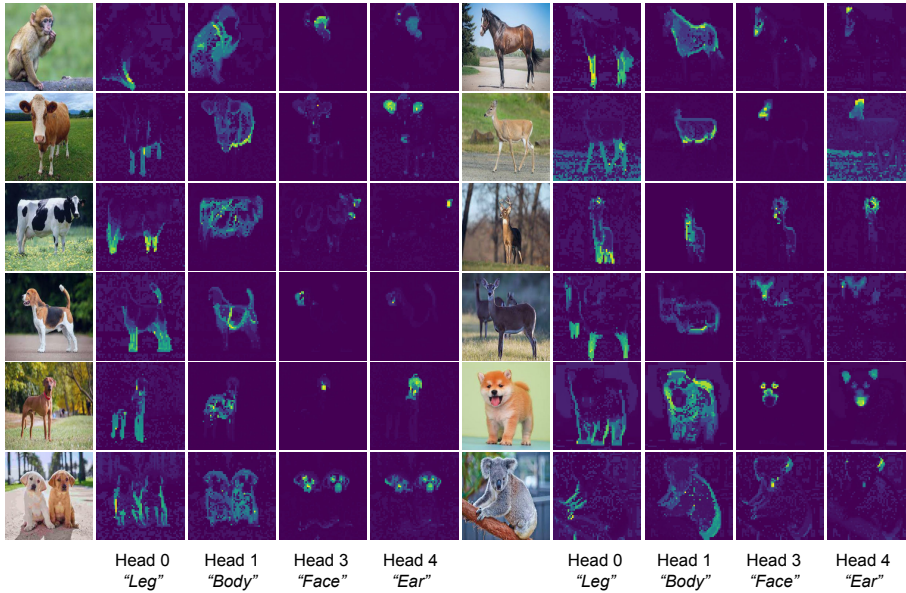 Head 0 Head 1 Head 3 Head 4 Head 0 Head 1 Head 3 Head 4
“Leg” “Body” “Face” “Ear” “Leg” “Body” “Face” “Ear”